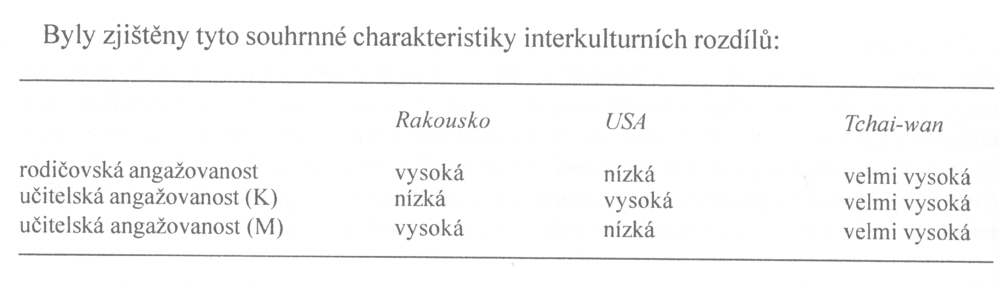 Byly zjištěny tyto souhrnné charakteristiky interkulturních rozdílů:
Rakousko USA Tchai-wan
rodičovská angažovanost vysoká nízká velmi vysoká
učitelská angažovanost (K) nízká vysoká velmi vysoká
učitelská angažovanost (M) vysoká nízká velmi vysoká